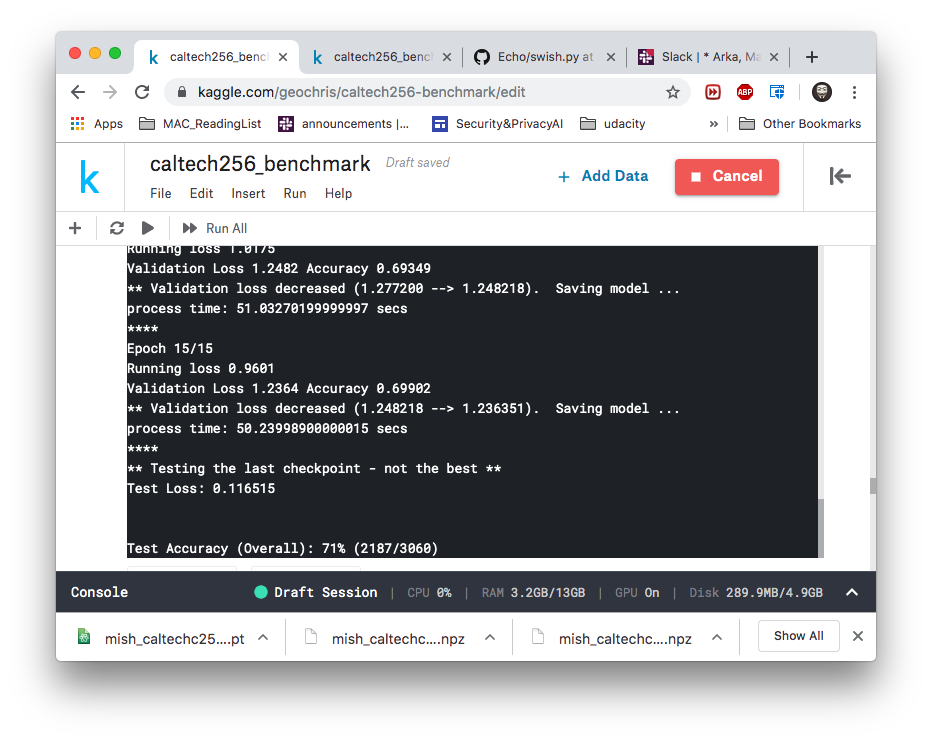 caltech256_benc
caltech256_benc
Echo/swish.py at
Slack | * Arka, Ma
kaggle.com/geochris/caltech256-benchmark/edit
ABP
Apps
MAC_ReadingList
announcements |...
Security&PrivacyAI
udacity
»
Other Bookmarks
k
caltech256_benchmark
Draft saved
File Edit Insert Run Help
+ Add Data
Cancel
Run All
Running loss 1.0175
Validation Loss 1.2482 Accuracy 0.69349
** Validation loss decreased (1.277200 --> 1.248218).  Saving model ...
process time: 51.03270199999997 secs
****
Epoch 15/15
Running loss 0.9601
Validation Loss 1.2364 Accuracy 0.69902
** Validation loss decreased (1.248218 --> 1.236351).  Saving model ...
process time: 50.23998900000015 secs
****
** Testing the last checkpoint - not the best **
Test Loss: 0.116515
Test Accuracy (Overall): 71% (2187/3060)
Console
Draft Session | CPU 0% | RAM 3.2GB/13GB | GPU On | Disk 289.9MB/4.9GB
mish_caltechc25....pt
mish_caltechc....npz
mish_caltechc....npz
Show All